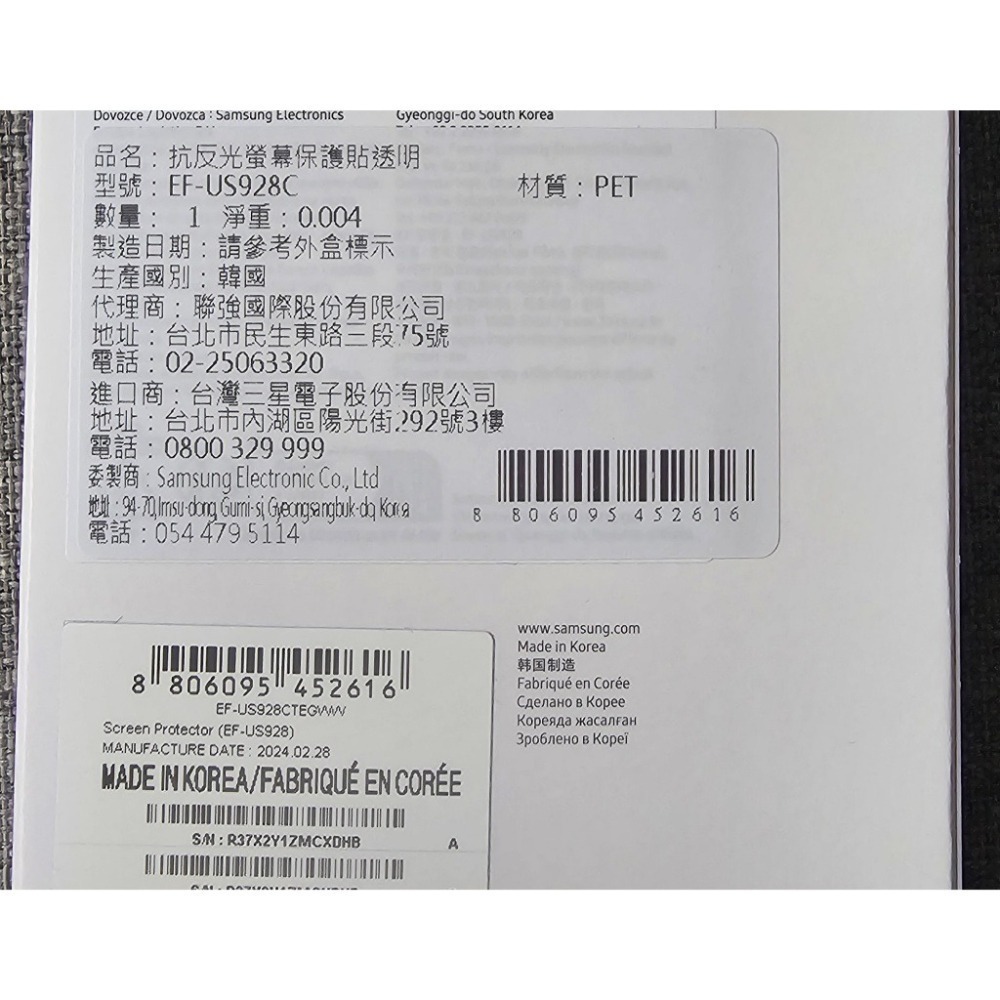 Dovozce / Dovozca : Samsung Electronics
Gyeonggi-do South Korea
品名：抗反光螢幕保護貼透明
型號：EF-US928C 材質：PET
數量： 1 淨重：0.004
製造日期：請參考外盒標示
生產國別：韓國
代理商：聯強國際股份有限公司
地址：台北市民生東路三段75號
電話：02-25063320
進口商：台灣三星電子股份有限公司
地址：台北市內湖區陽光街292號3樓
電話：0800 329 999
委製商：Samsung Electronic Co., Ltd
地址：94-70,Imsu-dong, Gumi-si, Gyeongsangbuk-do, Korea
電話：054 479 5114
8 806095 452616
www.samsung.com
Made in Korea
韩国制造
Fabriqué en Corée
Сделано в Корее
Кореяда жасалған
Зроблено в Кореї
8 806095 452616
EF-US928CTEGWW
Screen Protector (EF-US928)
MANUFACTURE DATE : 2024.02.28
MADE IN KOREA/FABRIQUÉ EN CORÉE
S/N : R37X2Y1ZMCXDHB A